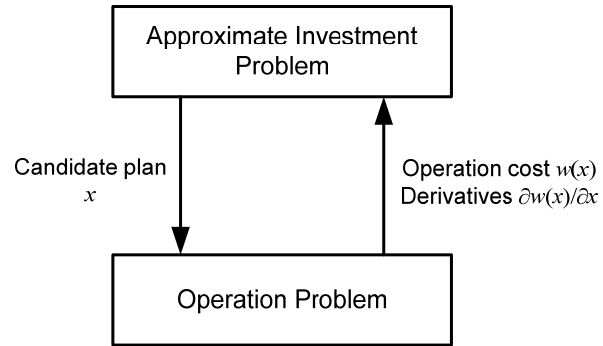 Approximate Investment
Problem
Candidate plan
x
Operation cost w(x)
Derivatives ∂w(x)/∂x
Operation Problem